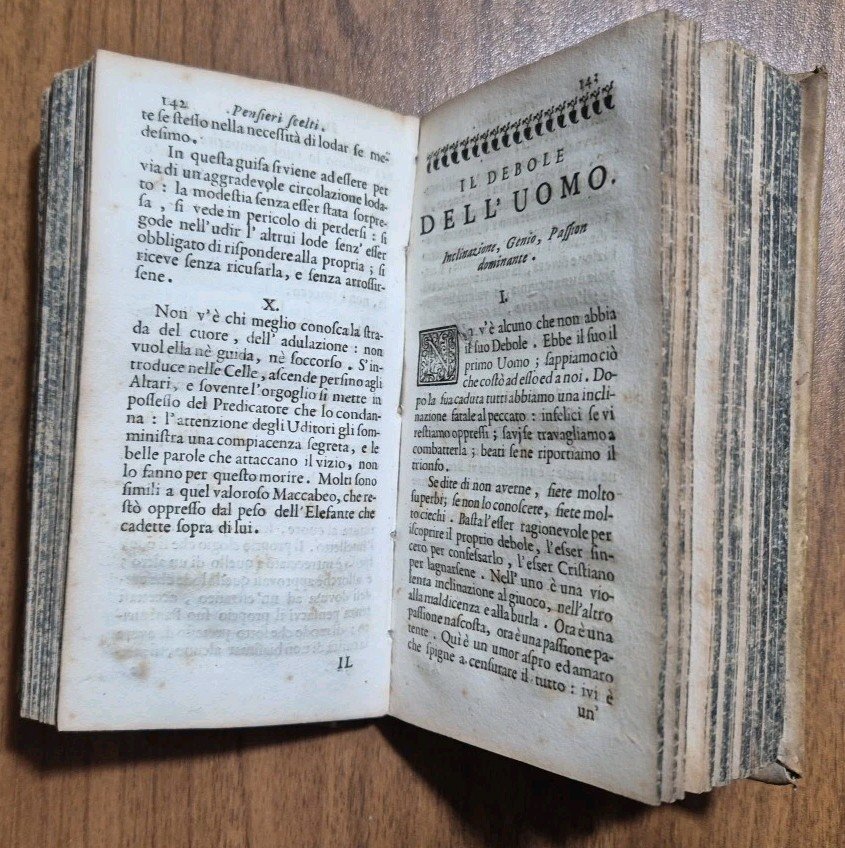 142
Penſieri ſcelti.
te ſe ſteſſo nella neceſſità di lodar ſe me-
deſimo.
In queſta guiſa ſi viene ad eſſere per
via di un aggradevole circolazione loda-
to : la modeſtia ſenza eſſer ſtata ſorpre-
ſa , ſi vede in pericolo di perderſi : ſi
gode nell'udir l'altrui lode ſenz' eſſer
obbligato di riſpondere alla propria ; ſi
riceve ſenza ricuſarla, e ſenza arroſſir-
ſene.
X.
Non v'è chi meglio conoſca la ſtra-
da del cuore, dell' adulazione : non
vuol ella nè guida, nè ſoccorſo . S'in-
troduce nelle Celle, aſcende perſino agli
Altari, e ſovente l'orgoglio ſi mette in
poſſeſſo del Predicatore che lo condan-
na : l'attenzione degli Uditori gli ſom-
miniſtra una compiacenza ſegreta, e le
belle parole che attaccano il vizio, non
lo fanno per queſto morire. Molti ſono
ſimili a quel valoroſo Maccabeo, che re-
ſtò oppreſſo dal peſo dell'Elefante che
cadette ſopra di lui.
IL
143
IL DEBOLE
DELL'UOMO.
Inclinazione, Genio, Paſſion
dominante.
I.
NOn v'è alcuno che non abbia
il ſuo Debole. Ebbe il ſuo il
primo Uomo ; ſappiamo ciò
che coſtò ad eſſo ed a noi. Do-
po la ſua caduta tutti abbiamo una incli-
nazione fatale al peccato : infelici ſe vi
reſtiamo oppreſſi ; ſavj ſe travagliamo a
combatterla ; beati ſe ne riportiamo il
trionfo.
Se dite di non averne, ſiete molto
ſuperbi; ſe non lo conoſcete, ſiete mol-
to ciechi. Baſta l'eſſer ragionevole per
iſcoprire il proprio debole, l'eſſer ſin-
cero per confeſſarlo, l'eſſer Criſtiano
per lagnarſene. Nell' uno è una vio-
lenta inclinazione al giuoco, nell'altro
alla maldicenza e alla burla. Ora è una
paſſione naſcoſta, ora è una paſſione pa-
tente. Quì è un umor aſpro ed amaro
che ſpigne a cenſurare il tutto : ivi è
un'